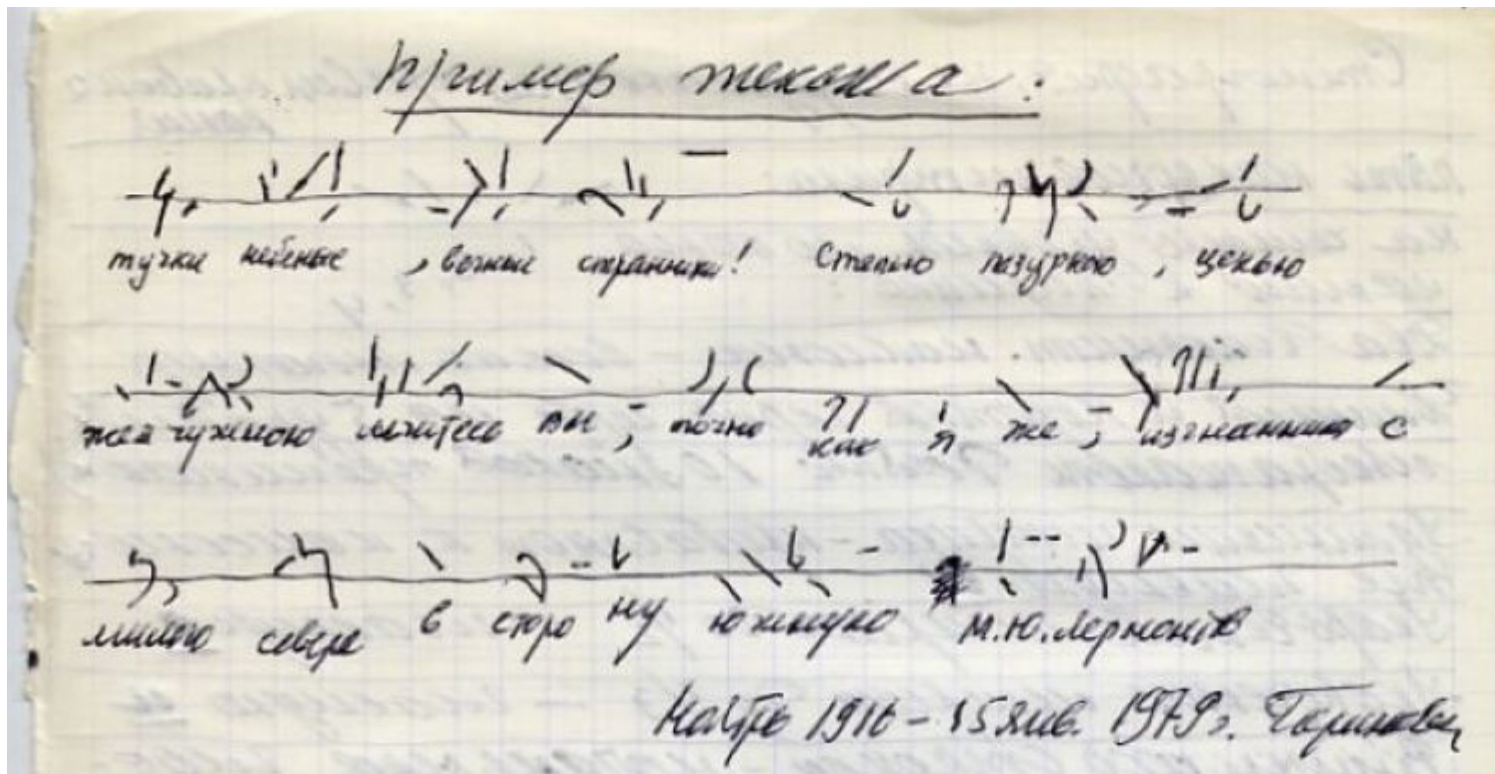 Пример текста:
тучки небесные, вечные странники! Степью лазурною, цепью
жемчужною мчитесь вы, точно как я же, изгнанники с
милого севера в сторону южную М.Ю. Лермонтов
1916 - 15 янв. 1979 г.